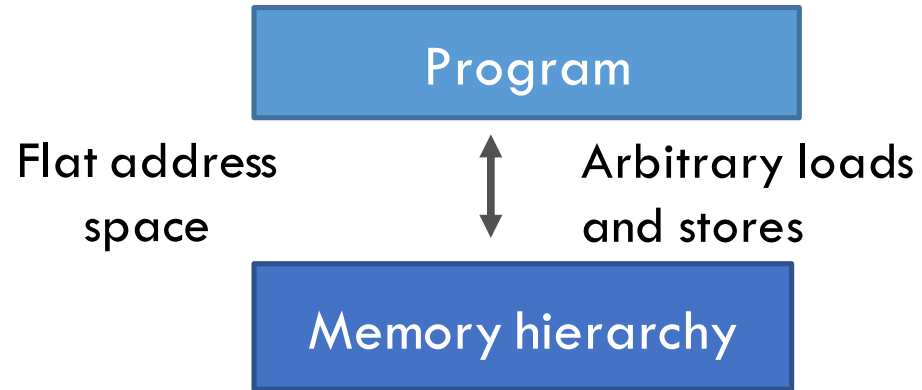 Program
Flat address
space
Arbitrary loads
and stores
Memory hierarchy